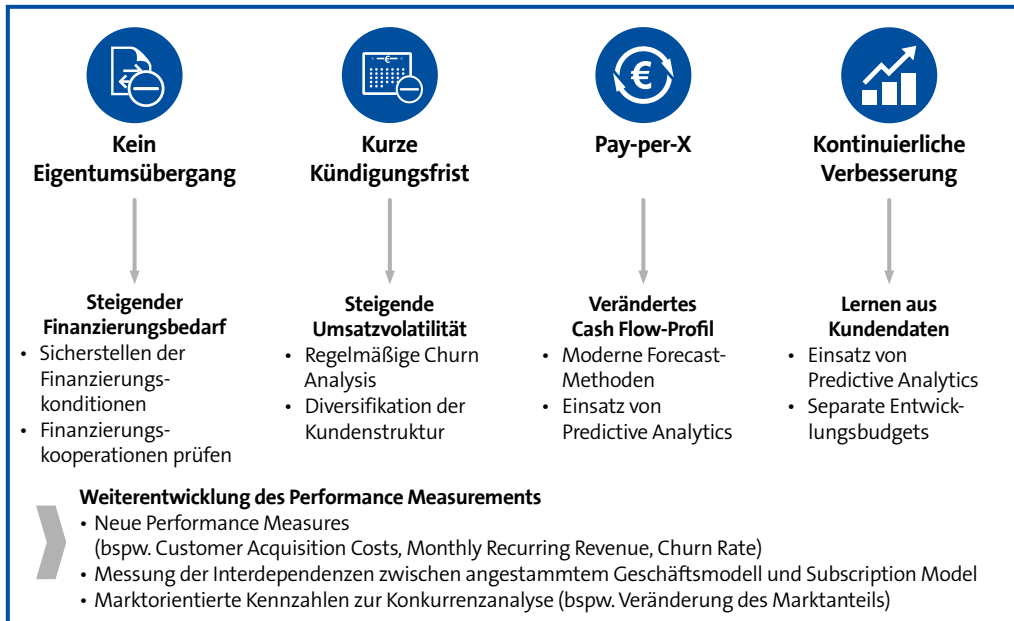 Kein
Eigentumsübergang
Kurze
Kündigungsfrist
Pay-per-X
Kontinuierliche
Verbesserung
Steigender
Finanzierungsbedarf
• Sicherstellen der
Finanzierungs-
konditionen
• Finanzierungs-
kooperationen prüfen
Steigende
Umsatzvolatilität
• Regelmäßige Churn
Analysis
• Diversifikation der
Kundenstruktur
Verändertes
Cash Flow-Profil
• Moderne Forecast-
Methoden
• Einsatz von
Predictive Analytics
Lernen aus
Kundendaten
• Einsatz von
Predictive Analytics
• Separate Entwick-
lungsbudgets
Weiterentwicklung des Performance Measurements
• Neue Performance Measures
(bspw. Customer Acquisition Costs, Monthly Recurring Revenue, Churn Rate)
• Messung der Interdependenzen zwischen angestammtem Geschäftsmodell und Subscription Model
• Marktorientierte Kennzahlen zur Konkurrenzanalyse (bspw. Veränderung des Marktanteils)